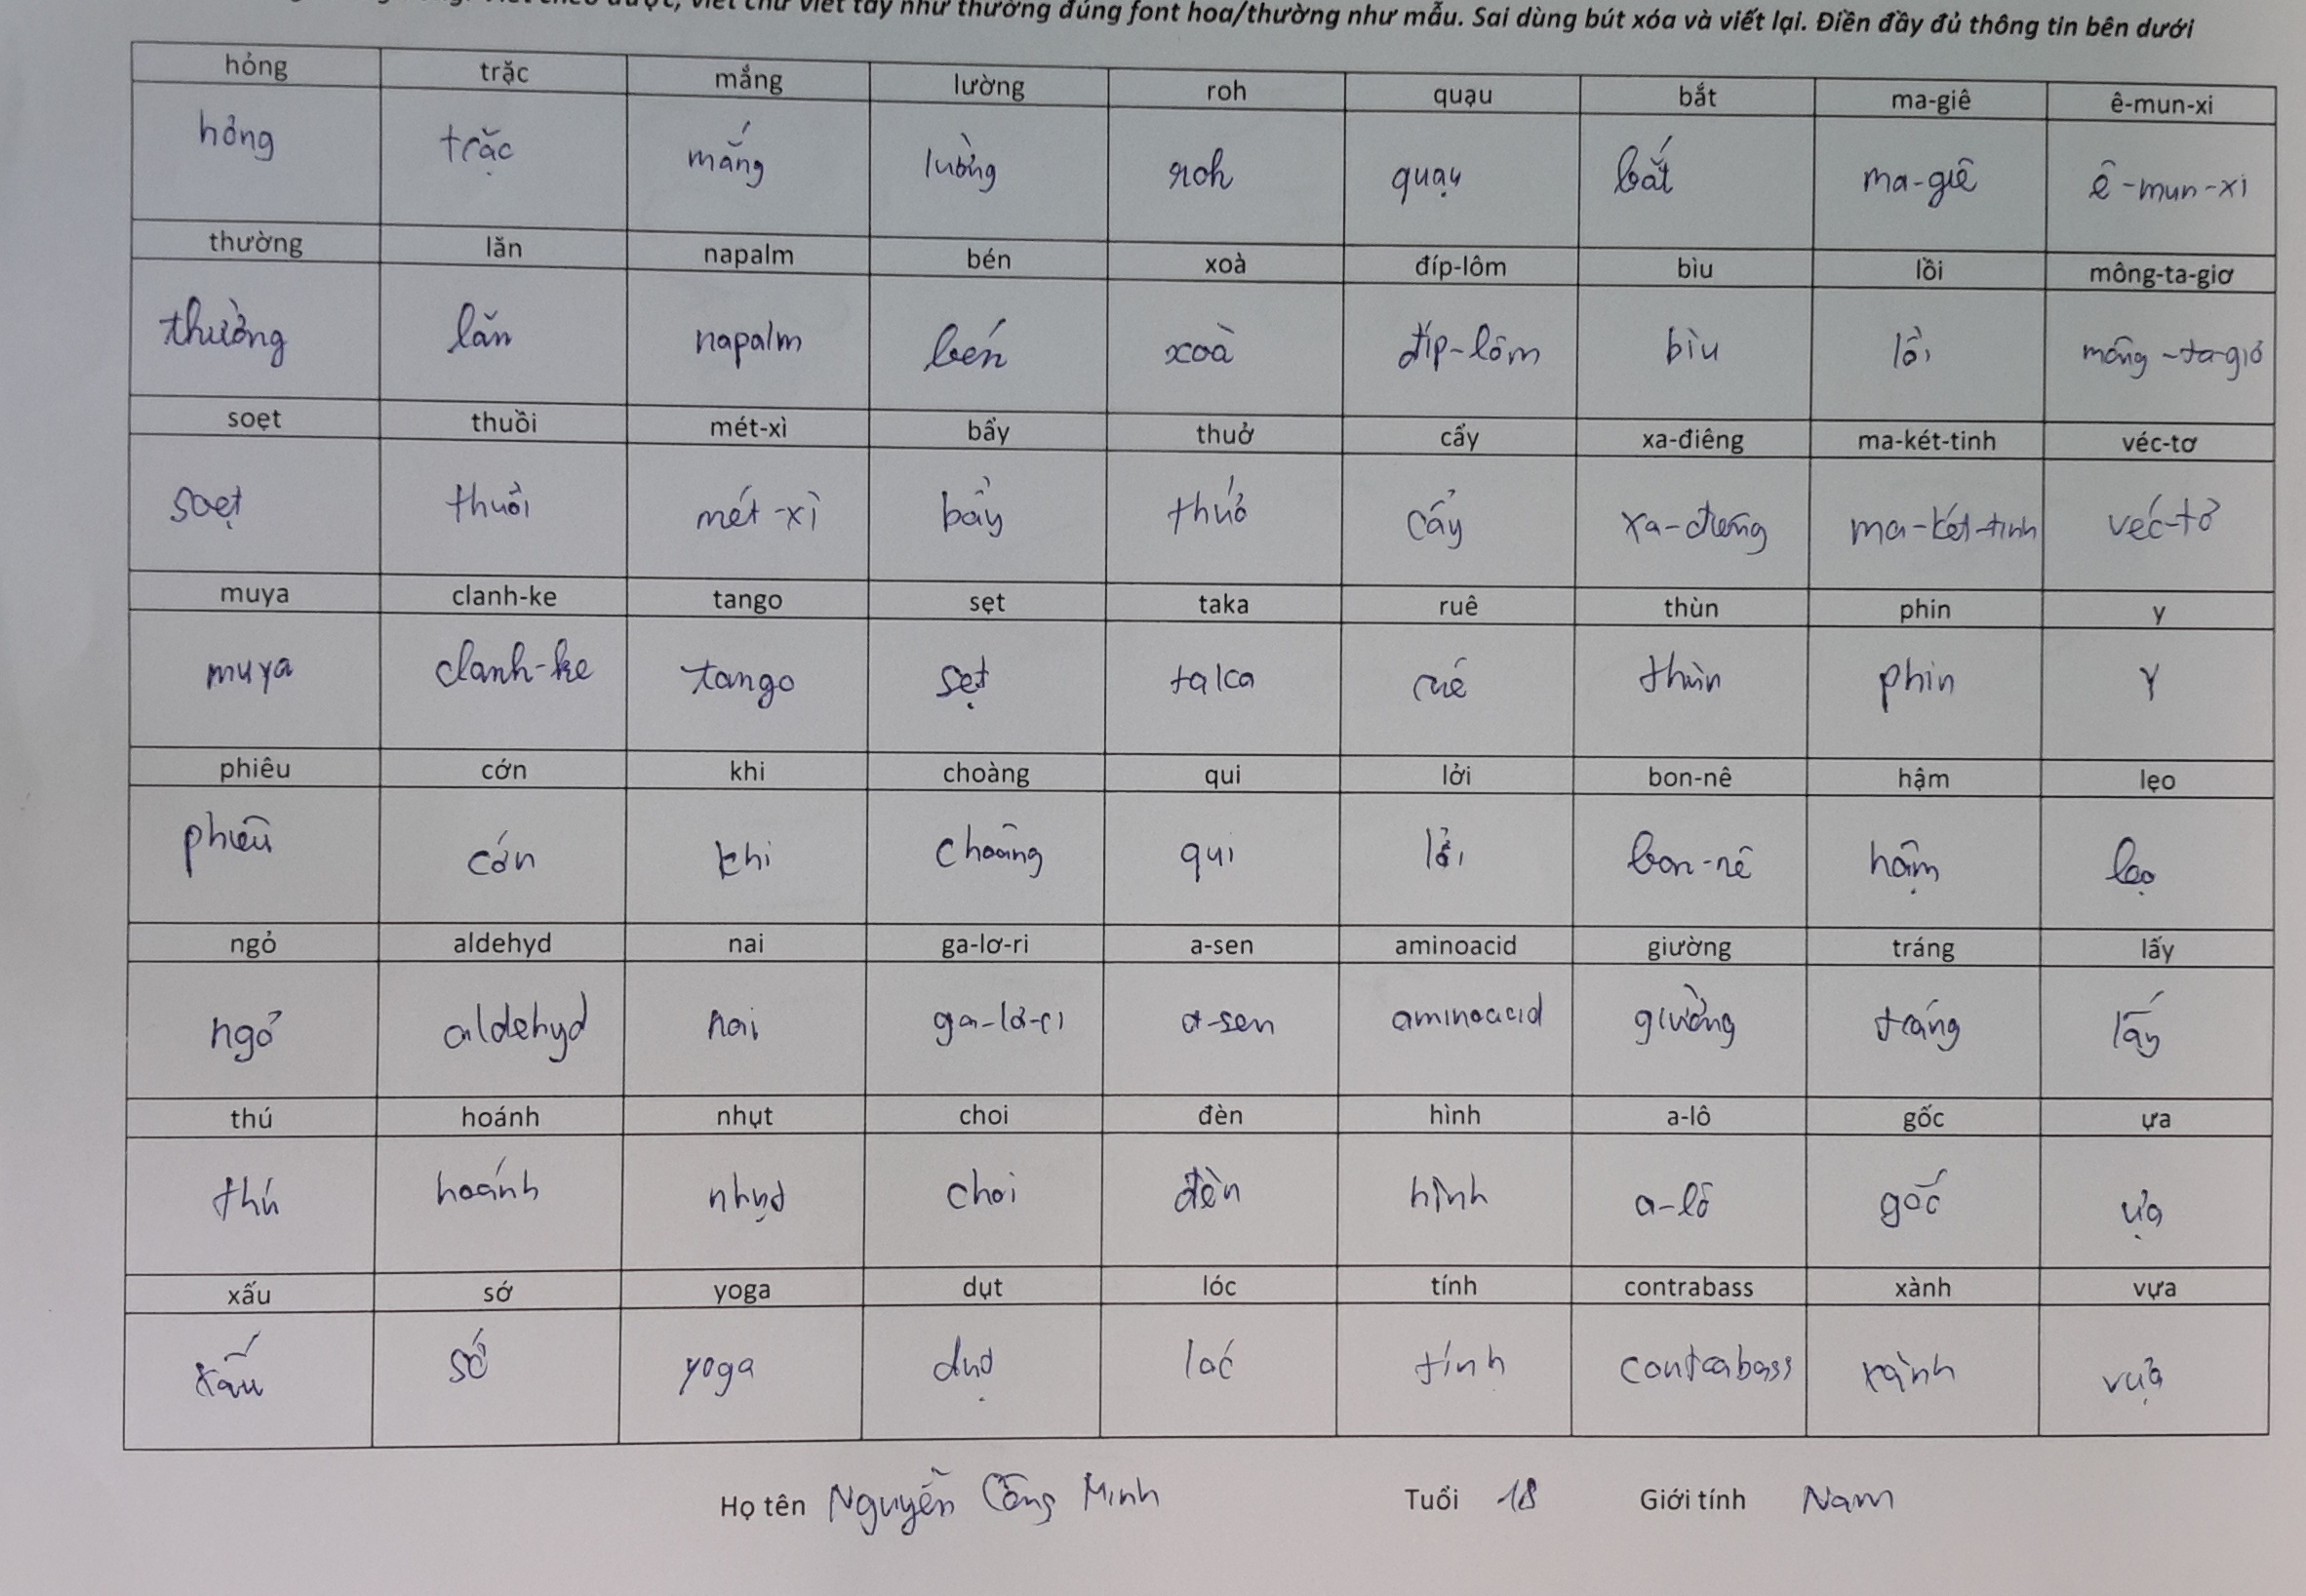 viết chữ viết tay như thường đúng font hoa/thường như mẫu. Sai dùng bút xóa và viết lại. Điền đầy đủ thông tin bên dưới
hỏng trặc mắng lường roh quạu bắt ma-giê ê-mun-xi
hỏng trặc mắng lường roh quạu bắt ma-giê ê-mun-xi
thường lăn napalm bén xoà đíp-lôm bìu lồi mông-ta-giơ
thường lăn napalm bén xoà đíp-lôm bìu lồi mông-ta-giơ
soẹt thuồi mét-xì bẩy thuở cẩy xa-điêng ma-két-tinh véc-tơ
soẹt thuồi mét-xì bẩy thuở cẩy xa-điêng ma-két-tinh véc-tơ
muya clanh-ke tango sẹt taka ruê thùn phin y
muya clanh-ke tango sẹt taka ruê thùn phin y
phiêu cớn khi choàng qui lởi bon-nê hậm lẹo
phiêu cớn khi choàng qui lởi bon-nê hậm lẹo
ngỏ aldehyd nai ga-lơ-ri a-sen aminoacid giường tráng lấy
ngỏ aldehyd nai ga-lơ-ri a-sen aminoacid giường tráng lấy
thú hoánh nhụt choi đèn hình a-lô gốc ựa
thú hoánh nhụt choi đèn hình a-lô gốc ựa
xấu sớ yoga dụt lóc tính contrabass xành vựa
xấu sớ yoga dụt lóc tính contrabass xành vựa
Họ tên Nguyễn Công Minh Tuổi 18 Giới tính Nam